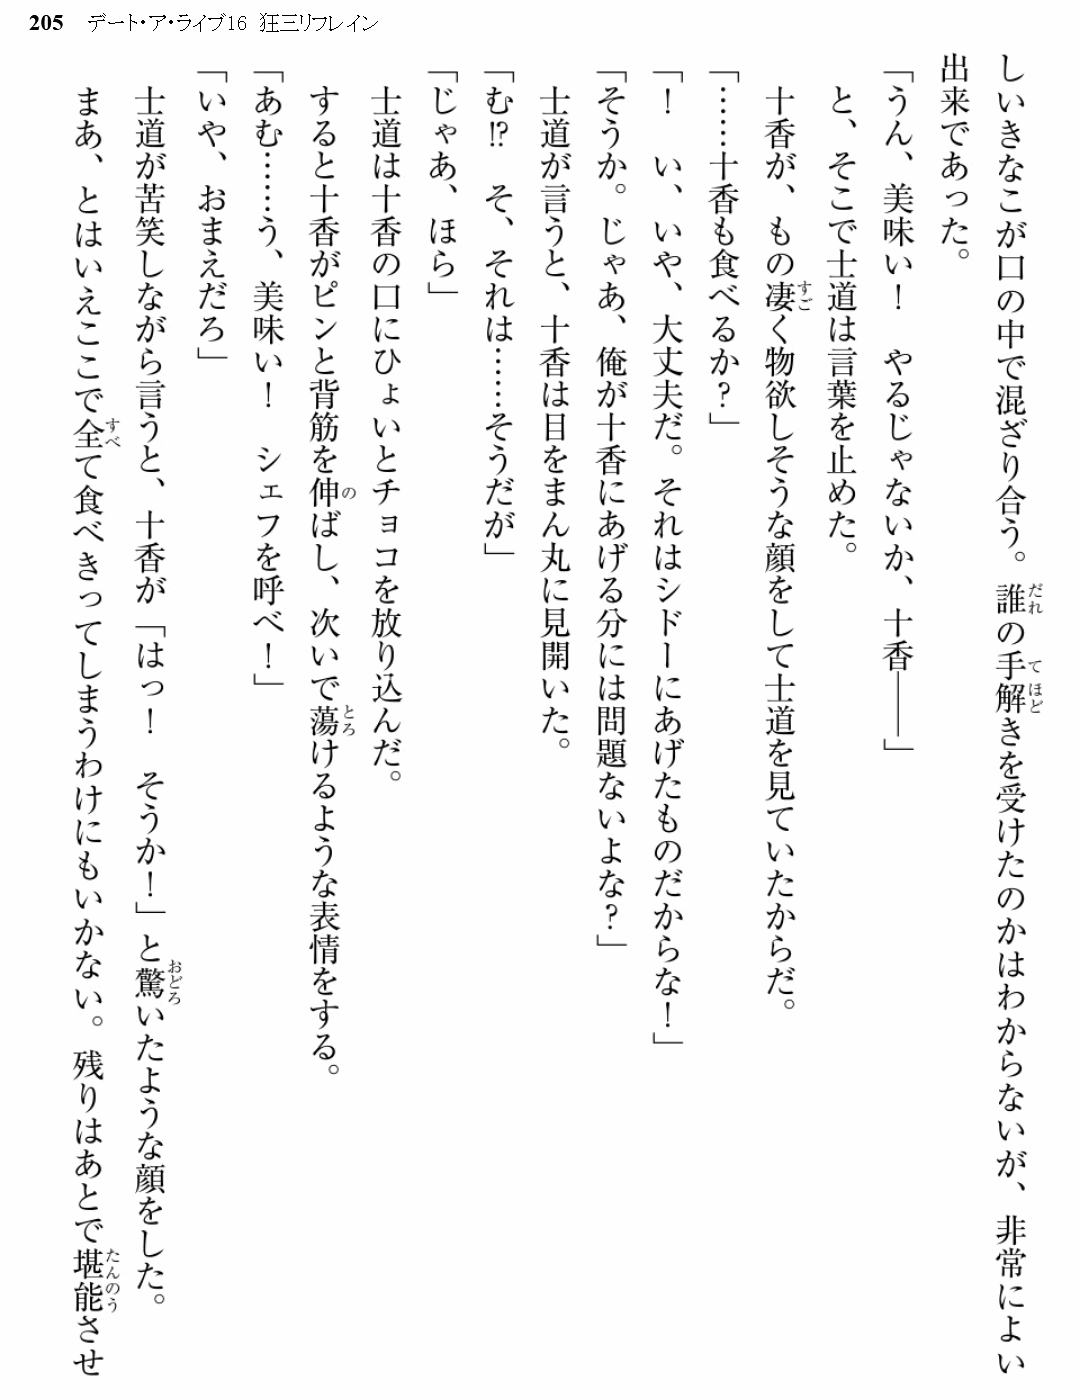 205 デート・ア・ライブ16 狂三リフレイン
しいきなこが口の中で混ざり合う。誰の手解きを受けたのかはわからないが、非常によい
出来であった。
「うん、美味い！　やるじゃないか、十香――」
と、そこで士道は言葉を止めた。
十香が、もの凄く物欲しそうな顔をして士道を見ていたからだ。
「……十香も食べるか？」
「！　い、いや、大丈夫だ。それはシドーにあげたものだからな！」
「そうか。じゃあ、俺が十香にあげる分には問題ないよな？」
士道が言うと、十香は目をまん丸に見開いた。
「む!?　そ、それは……そうだが」
「じゃあ、ほら」
士道は十香の口にひょいとチョコを放り込んだ。
すると十香がピンと背筋を伸ばし、次いで蕩けるような表情をする。
「あむ……う、美味い！　シェフを呼べ！」
「いや、おまえだろ」
士道が苦笑しながら言うと、十香が「はっ！　そうか！」と驚いたような顔をした。
まあ、とはいえここで全て食べきってしまうわけにもいかない。残りはあとで堪能させ